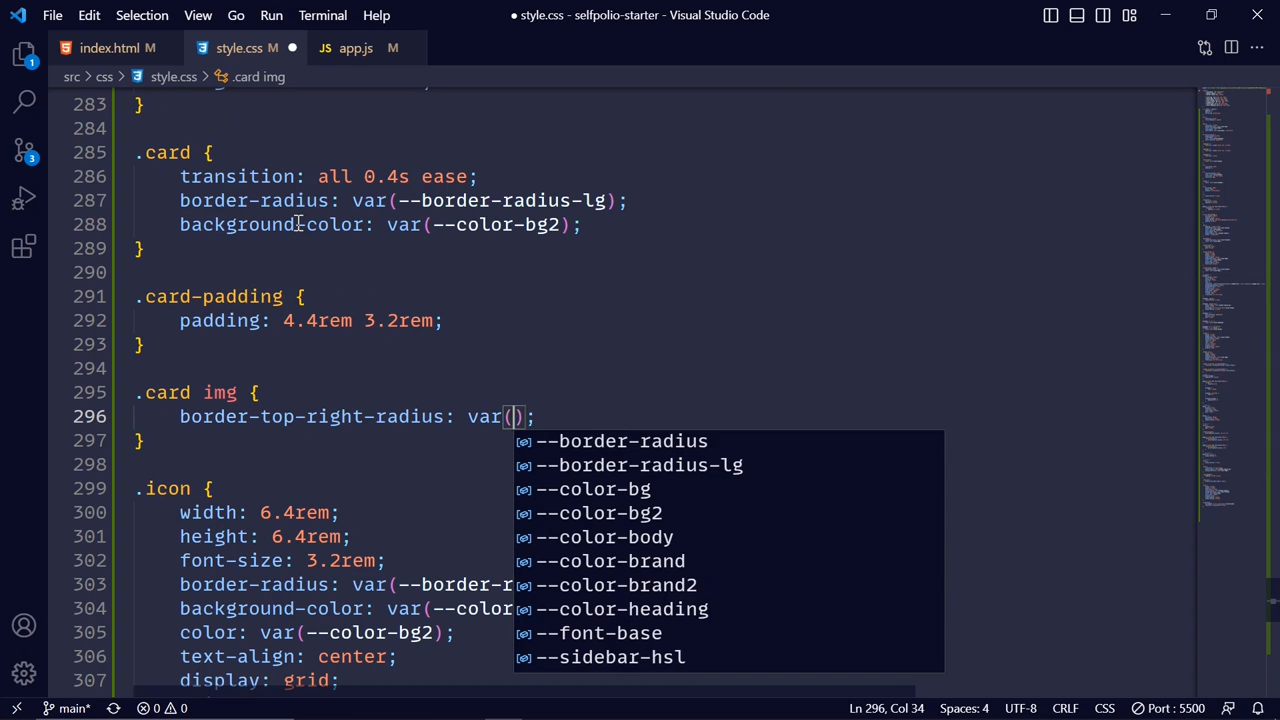 File Edit Selection View Go Run Terminal Help ● style.css - selfpolio-starter - Visual Studio Code
index.html M style.css M ● JS app.js M
src > css > style.css > .card img
283 }
284
285 .card {
286 transition: all 0.4s ease;
287 border-radius: var(--border-radius-lg);
288 background-color: var(--color-bg2);
289 }
290
291 .card-padding {
292 padding: 4.4rem 3.2rem;
293 }
294
295 .card img {
296 border-top-right-radius: var();
297 }
--border-radius
298
--border-radius-lg
299 .icon {
--color-bg
300 width: 6.4rem;
--color-bg2
301 height: 6.4rem;
--color-body
302 font-size: 3.2rem;
--color-brand
303 border-radius: var(--border-r
--color-brand2
304 background-color: var(--color
--color-heading
305 color: var(--color-bg2);
--font-base
306 text-align: center;
--sidebar-hsl
307 display: grid;
1
3
main* 0 0 Ln 296, Col 34 Spaces: 4 UTF-8 CRLF CSS Port : 5500